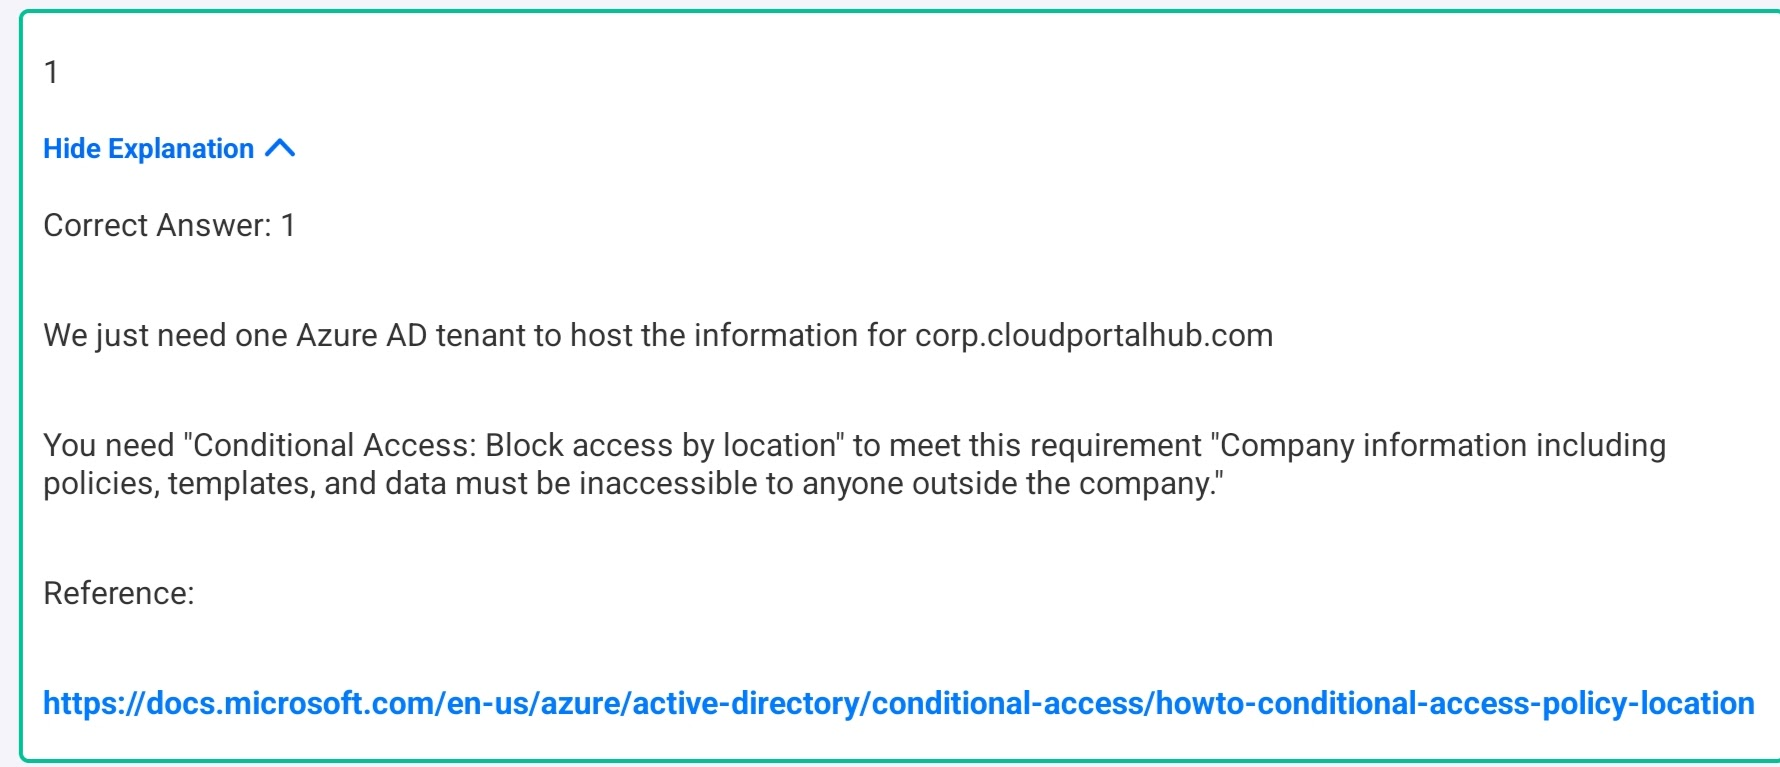 1
Hide Explanation
Correct Answer: 1
We just need one Azure AD tenant to host the information for corp.cloudportalhub.com
You need "Conditional Access: Block access by location" to meet this requirement "Company information including
policies, templates, and data must be inaccessible to anyone outside the company."
Reference:
https://docs.microsoft.com/en-us/azure/active-directory/conditional-access/howto-conditional-access-policy-location